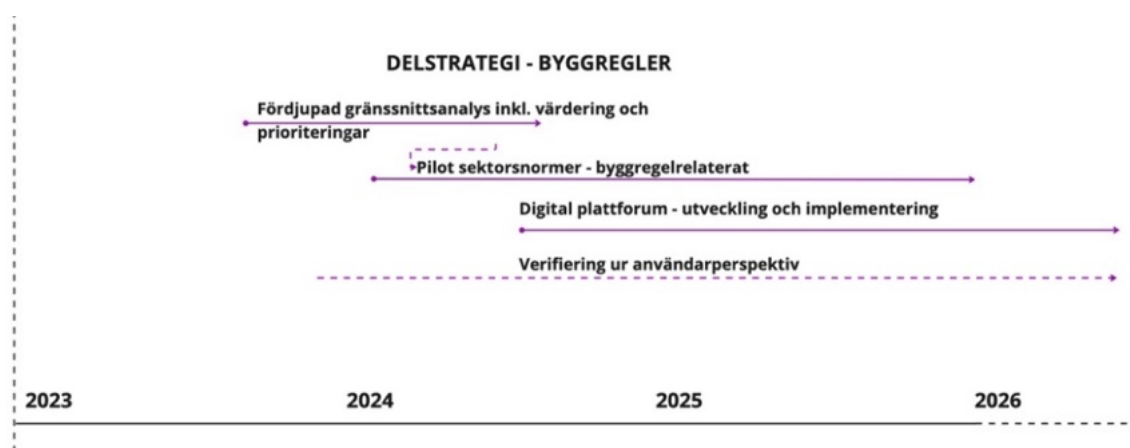 DELSTRATEGI - BYGGREGLER
Fördjupad gränssnittsanalys inkl. värdering och
prioriteringar
Pilot sektorsnormer - byggregelrelaterat
Digital plattforum - utveckling och implementering
Verifiering ur användarperspektiv
2023 2024 2025 2026